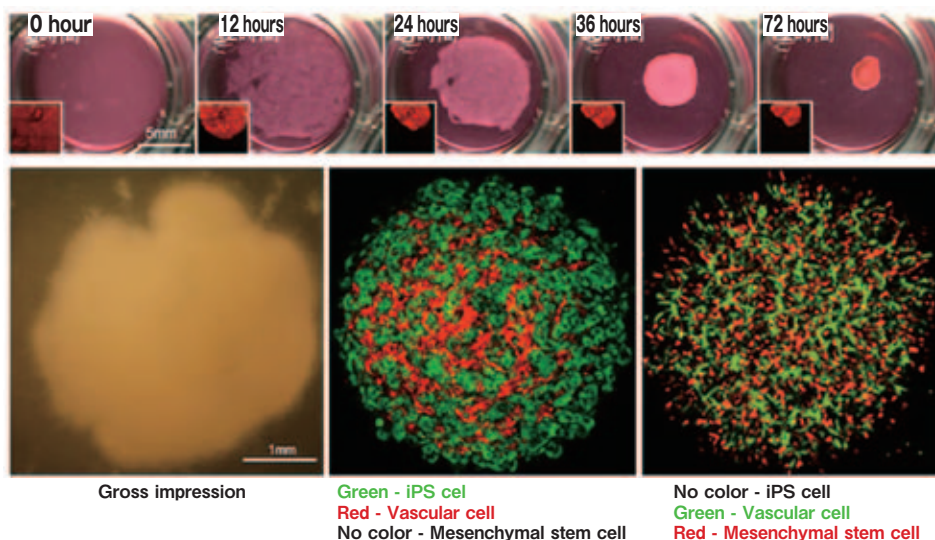 0 hour
12 hours
24 hours
36 hours
72 hours
5mm
1mm
Gross impression
Green - iPS cel
Red - Vascular cell
No color - Mesenchymal stem cell
No color - iPS cell
Green - Vascular cell
Red - Mesenchymal stem cell